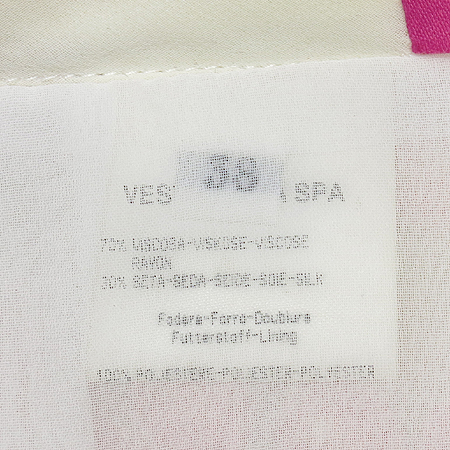 38
SPA
70% VISCOSA-VISKOSE-VISCOSE
RAYON
30% SETA-SEDA-SEIDE-SOIE-SILK
Fodera-Forro-Doublure
Futterstoff-Lining
100% POLIESTERE-POLYESTER-POLYESTER